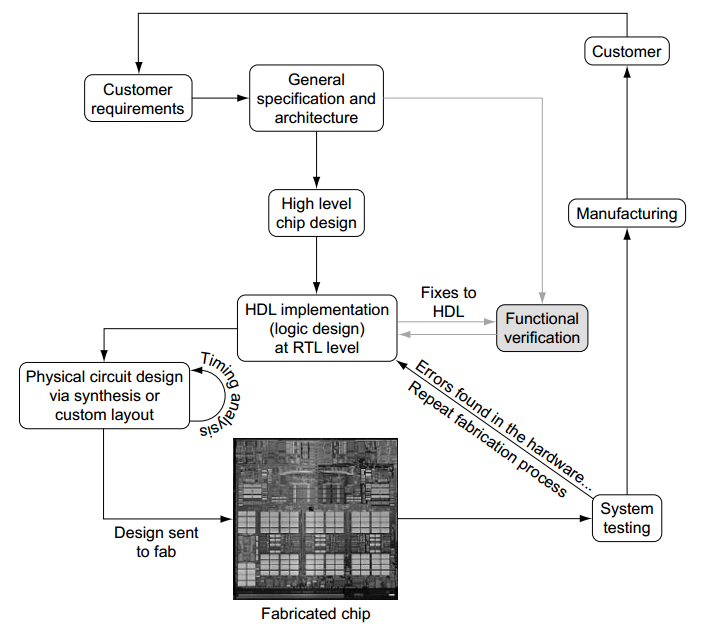 Customer
Customer
requirements
General
specification and
architecture
High level
chip design
Manufacturing
HDL implementation
(logic design)
at RTL level
Fixes to
HDL
Functional
verification
Physical circuit design
via synthesis or
custom layout
Timing analysis
Errors found in the hardware...
Repeat fabrication process
Design sent
to fab
System
testing
Fabricated chip